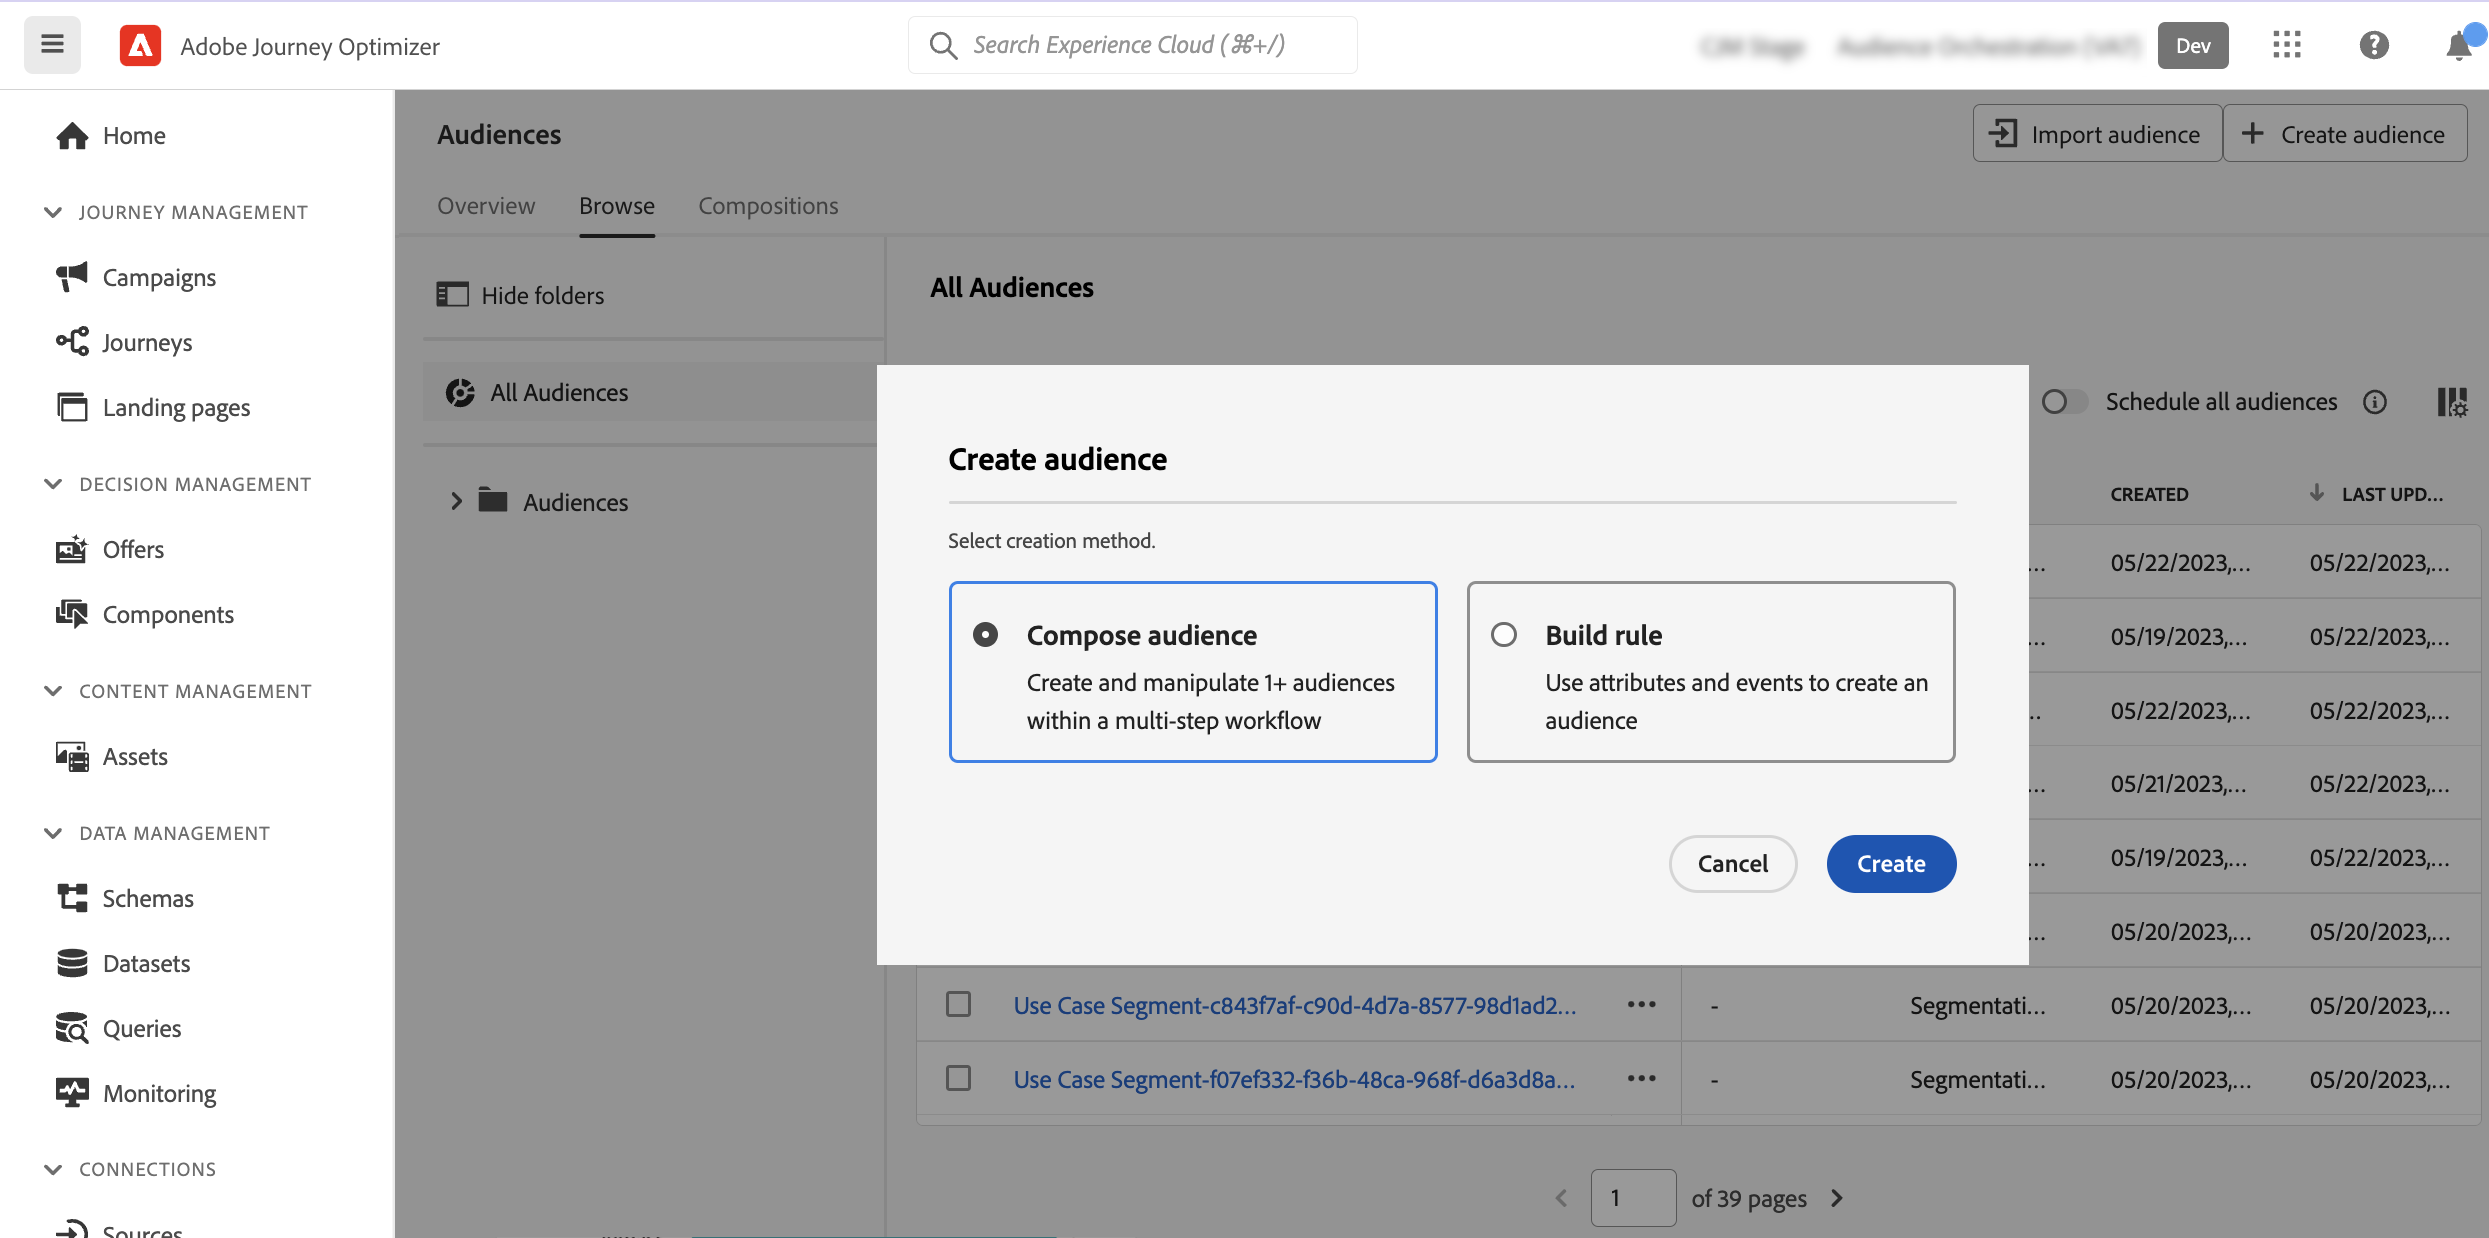 Adobe Journey Optimizer
Search Experience Cloud (⌘+/)
Dev
Home
JOURNEY MANAGEMENT
Campaigns
Journeys
Landing pages
DECISION MANAGEMENT
Offers
Components
CONTENT MANAGEMENT
Assets
DATA MANAGEMENT
Schemas
Datasets
Queries
Monitoring
CONNECTIONS
Sources
Audiences
Import audience
Create audience
Overview
Browse
Compositions
Hide folders
All Audiences
Audiences
All Audiences
Schedule all audiences
CREATED
LAST UPD...
... 05/22/2023,... 05/22/2023,...
... 05/19/2023,... 05/22/2023,...
... 05/22/2023,... 05/22/2023,...
... 05/21/2023,... 05/22/2023,...
... 05/19/2023,... 05/22/2023,...
... 05/20/2023,... 05/20/2023,...
Use Case Segment-c843f7af-c90d-4d7a-8577-98d1ad2... - Segmentati... 05/20/2023,... 05/20/2023,...
Use Case Segment-f07ef332-f36b-48ca-968f-d6a3d8a... - Segmentati... 05/20/2023,... 05/20/2023,...
1 of 39 pages
Create audience
Select creation method.
Compose audience
Create and manipulate 1+ audiences
within a multi-step workflow
Build rule
Use attributes and events to create an
audience
Cancel
Create